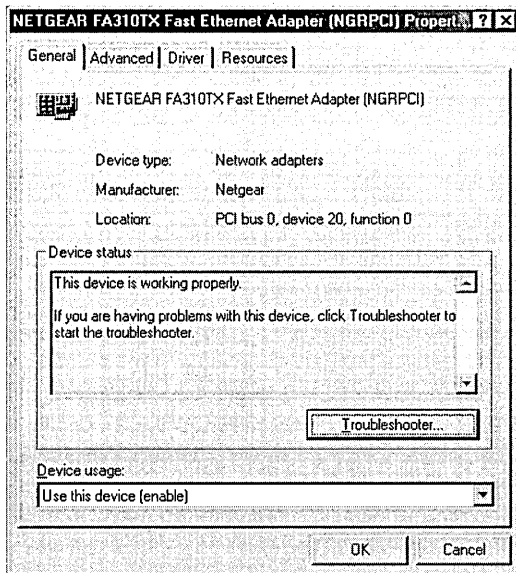 NETGEAR FA310TX Fast Ethernet Adapter (NGRPCI) Propert
General Advanced Driver Resources
NETGEAR FA310TX Fast Ethernet Adapter (NGRPCI)
Device type: Network adapters
Manufacturer: Netgear
Location: PCI bus 0, device 20, function 0
Device status
This device is working properly.
If you are having problems with this device, click Troubleshooter to
start the troubleshooter.
Troubleshooter...
Device usage:
Use this device (enable)
OK Cancel